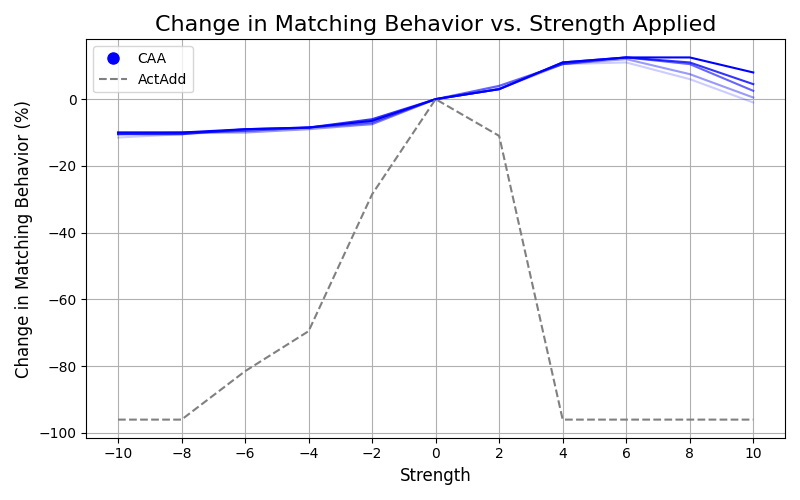 Change in Matching Behavior vs. Strength Applied
CAA
ActAdd
Change in Matching Behavior (%)
0
−20
−40
−60
−80
−100
−10 −8 −6 −4 −2 0 2 4 6 8 10
Strength